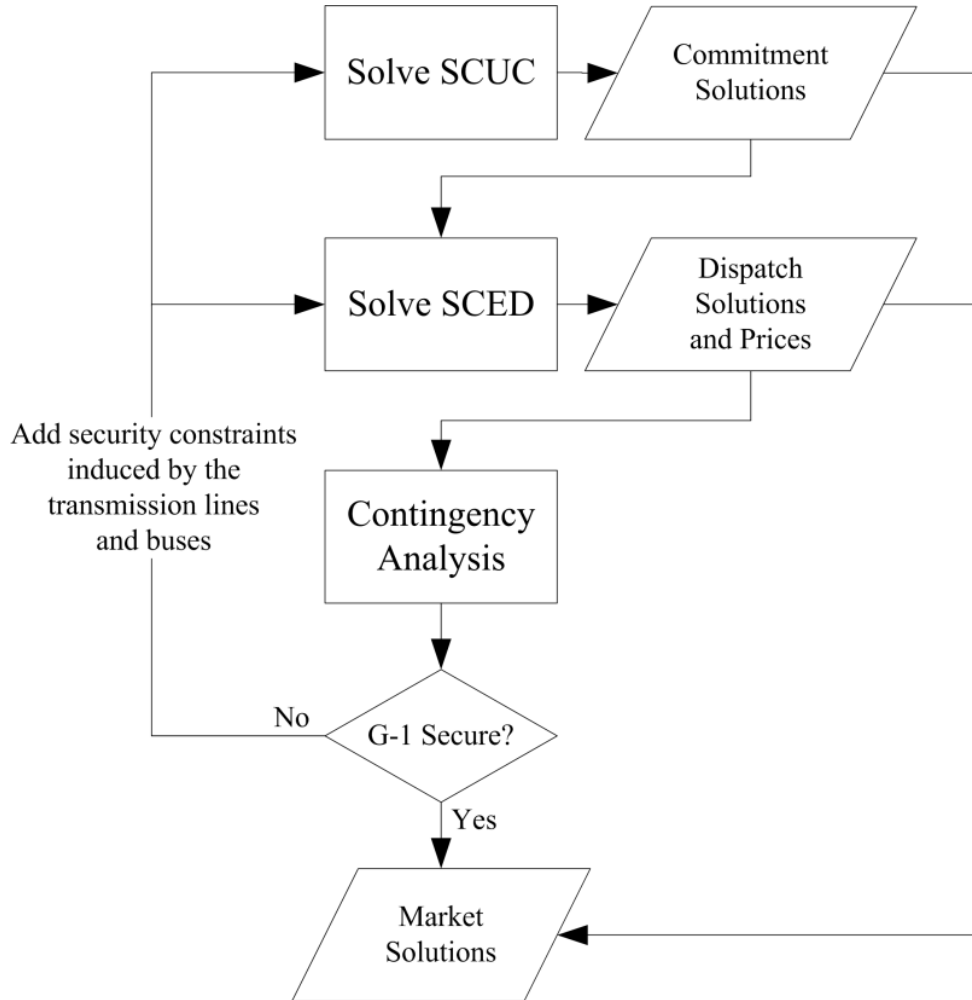 Solve SCUC
Commitment
Solutions
Solve SCED
Dispatch
Solutions
and Prices
Add security constraints
induced by the
transmission lines
and buses
Contingency
Analysis
No
G-1 Secure?
Yes
Market
Solutions